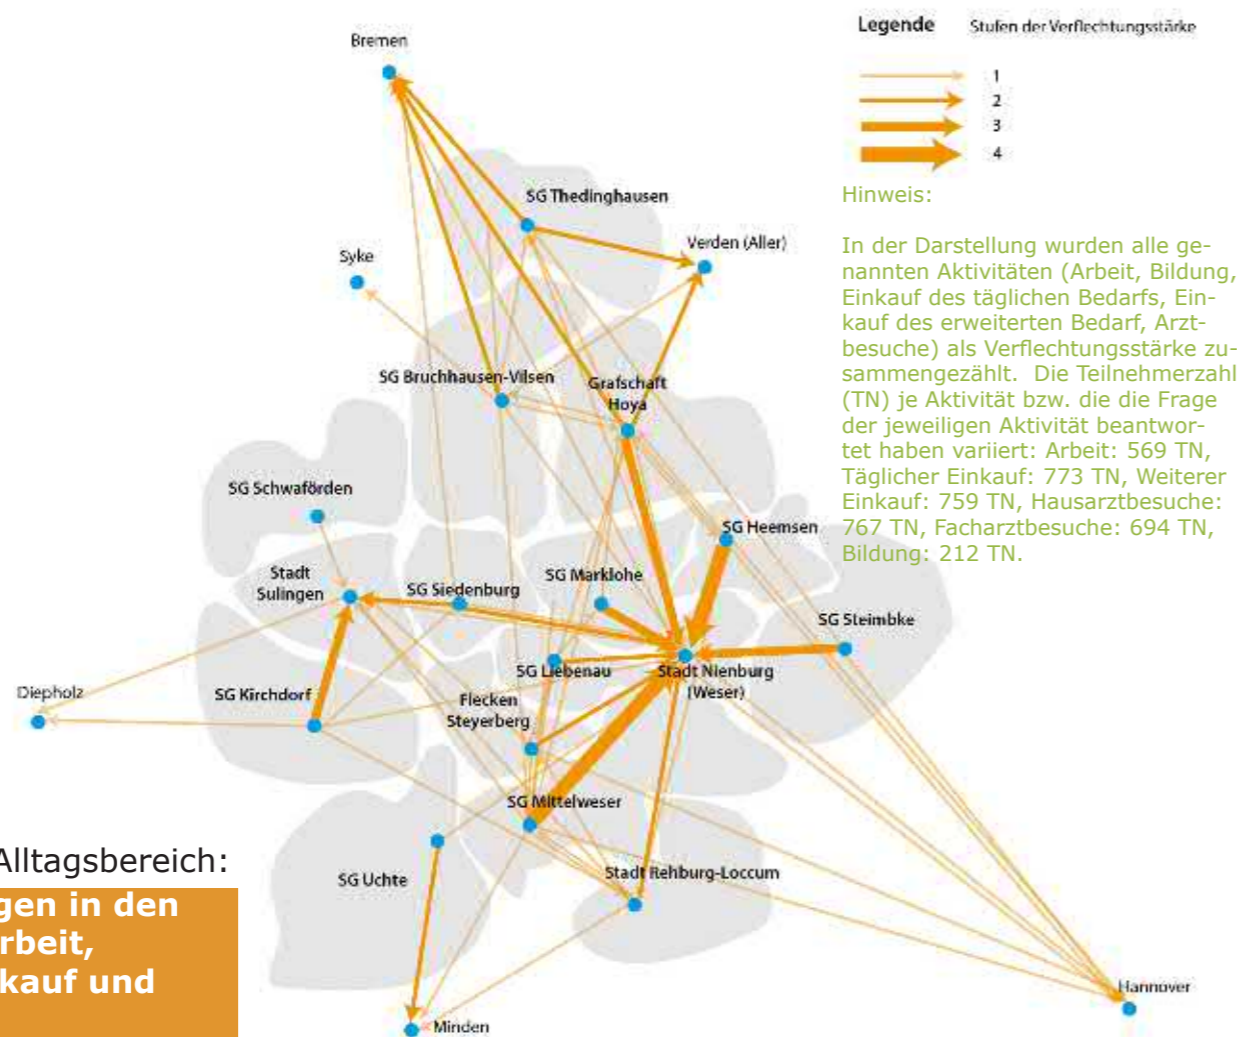 Legende
Stufen der Verflechtungsstärke
1
2
3
4
Hinweis:
In der Darstellung wurden alle ge-
nannten Aktivitäten (Arbeit, Bildung,
Einkauf des täglichen Bedarfs, Ein-
kauf des erweiterten Bedarf, Arzt-
besuche) als Verflechtungsstärke zu-
sammengezählt. Die Teilnehmerzahl
(TN) je Aktivität bzw. die die Frage
der jeweiligen Aktivität beantwor-
tet haben variiert: Arbeit: 569 TN,
Täglicher Einkauf: 773 TN, Weiterer
Einkauf: 759 TN, Hausarztbesuche:
767 TN, Facharztbesuche: 694 TN,
Bildung: 212 TN.
Bremen
SG Thedinghausen
Verden (Aller)
Syke
SG Bruchhausen-Vilsen
Grafschaft
Hoya
SG Schwaförden
SG Heemsen
Stadt
Sulingen
SG Siedenburg
SG Marklohe
SG Steimbke
SG Liebenau
Stadt Nienburg
(Weser)
Diepholz
SG Kirchdorf
Flecken
Steyerberg
SG Mittelweser
SG Uchte
Stadt Rehburg-Loccum
Hannover
Minden
Alltagsbereich:
gen in den
rbeit,
kauf und